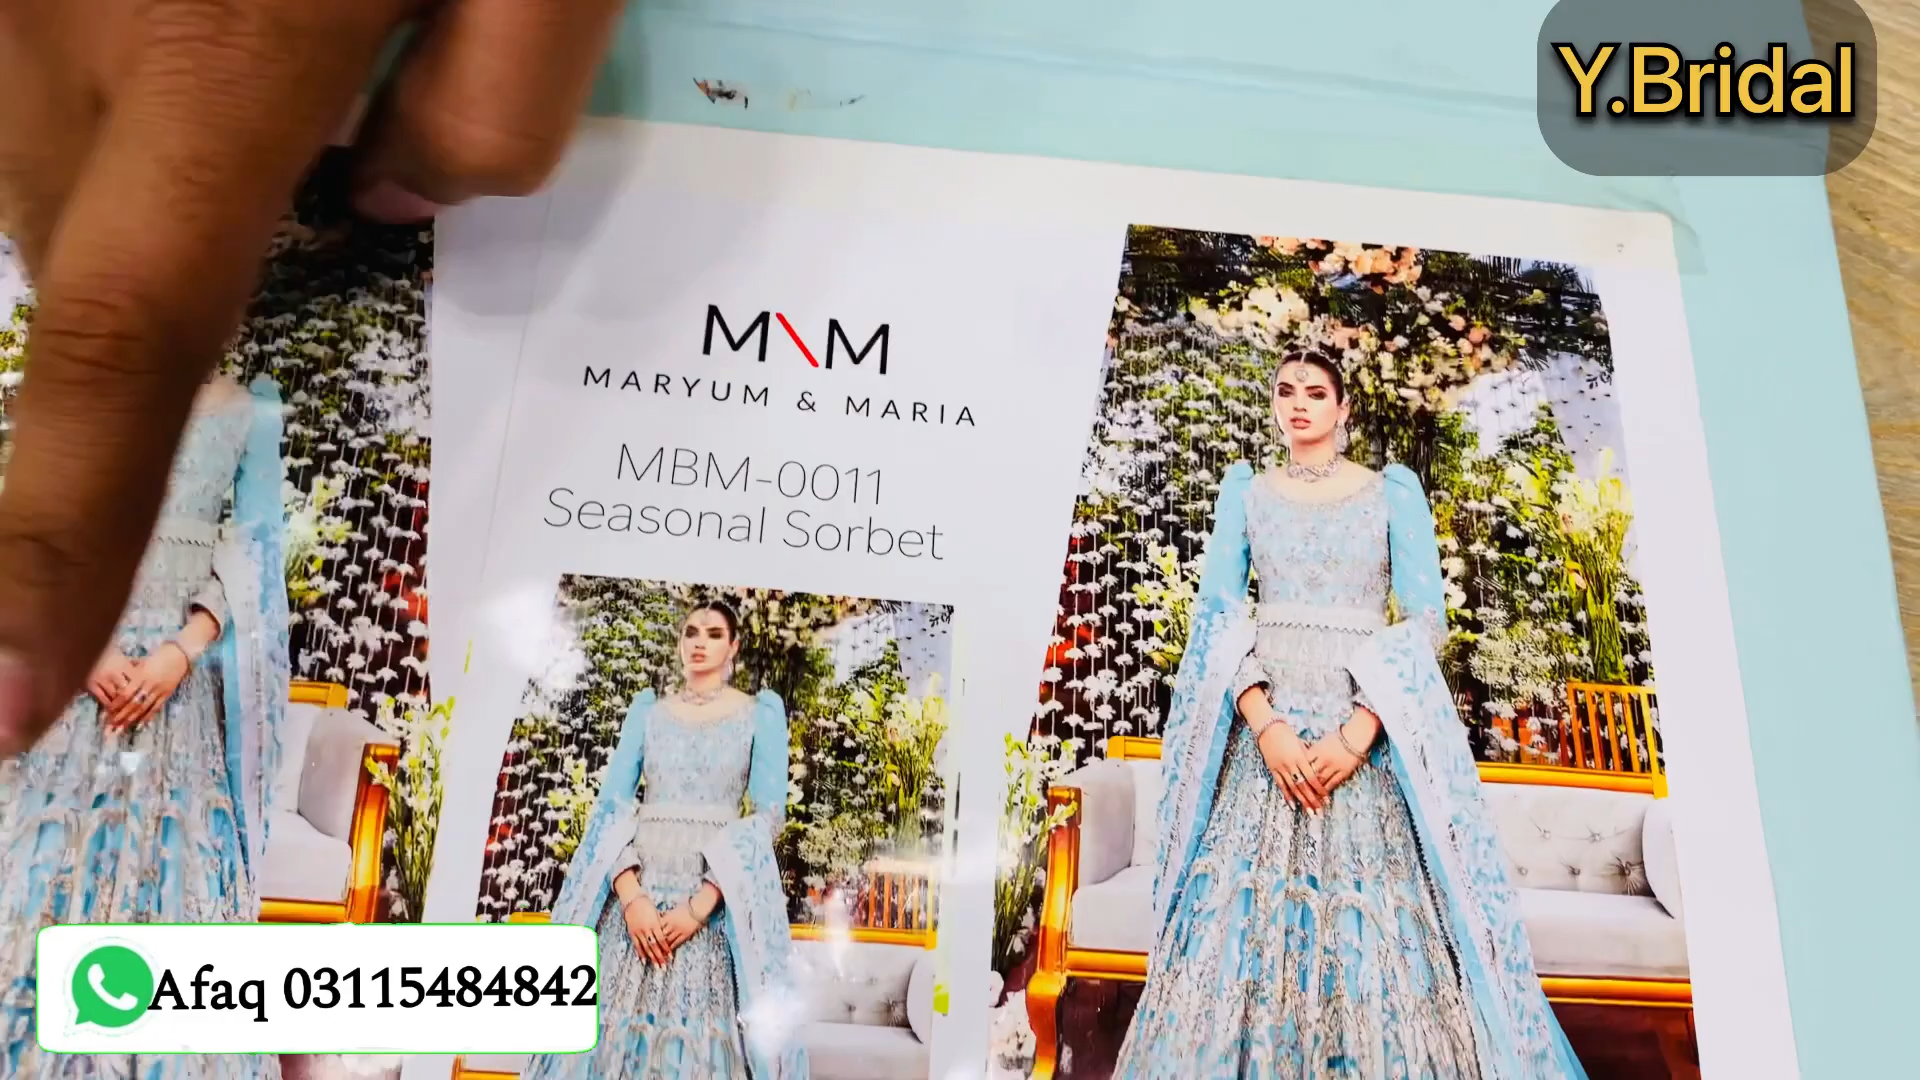 Y.Bridal
M\M
MARYUM & MARIA
MBM-0011
Seasonal Sorbet
Afaq 03115484842